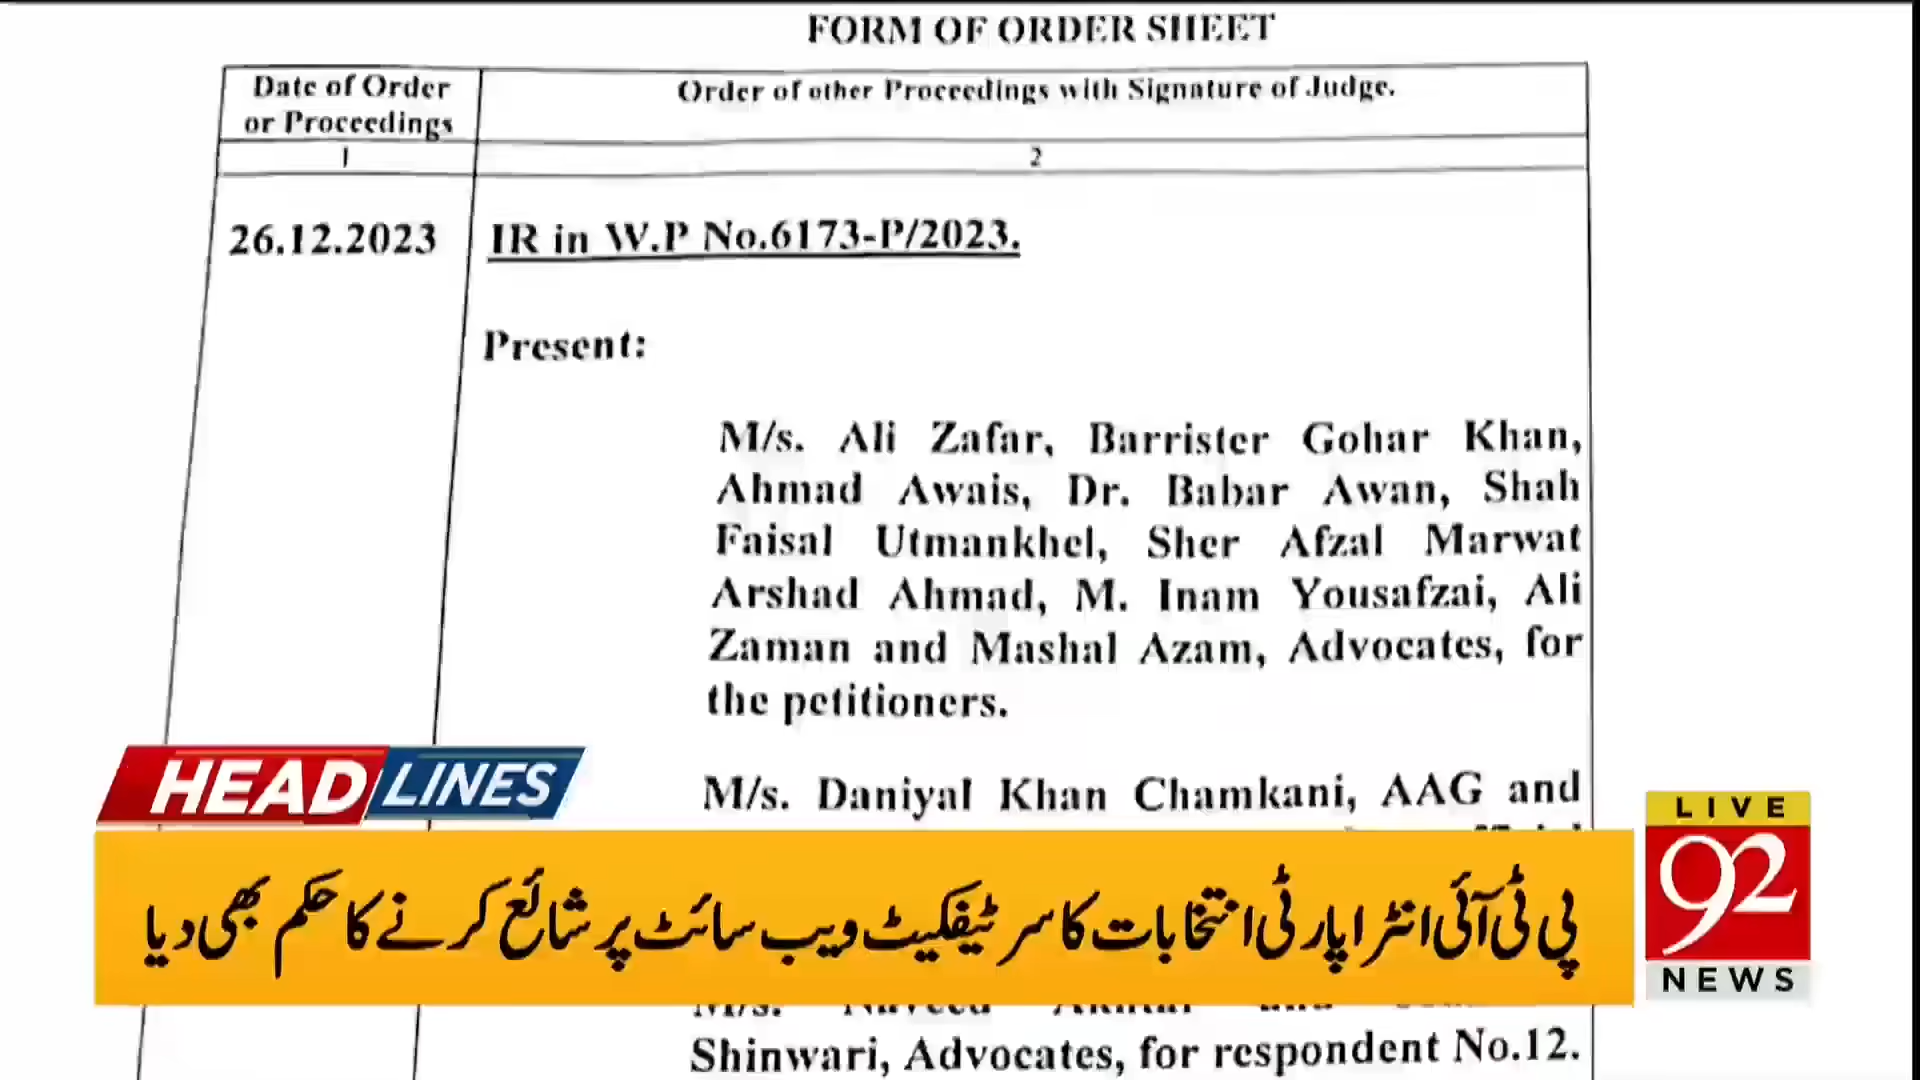 FORM OF ORDER SHEET
Date of Order
or Proceedings
Order of other Proceedings with Signature of Judge.
1
2
26.12.2023
IR in W.P No.6173-P/2023.
Present:
M/s. Ali Zafar, Barrister Gohar Khan,
Ahmad Awais, Dr. Babar Awan, Shah
Faisal Utmankhel, Sher Afzal Marwat
Arshad Ahmad, M. Inam Yousafzai, Ali
Zaman and Mashal Azam, Advocates, for
the petitioners.
M/s. Daniyal Khan Chamkani, AAG and
HEADLINES
پی ٹی آئی انٹرا پارٹی انتخابات کا سرٹیفکیٹ ویب سائٹ پر شائع کرنے کا حکم بھی دیا
LIVE
92
NEWS
M/s. Naveed Akhtar and
Shinwari, Advocates, for respondent No.12.